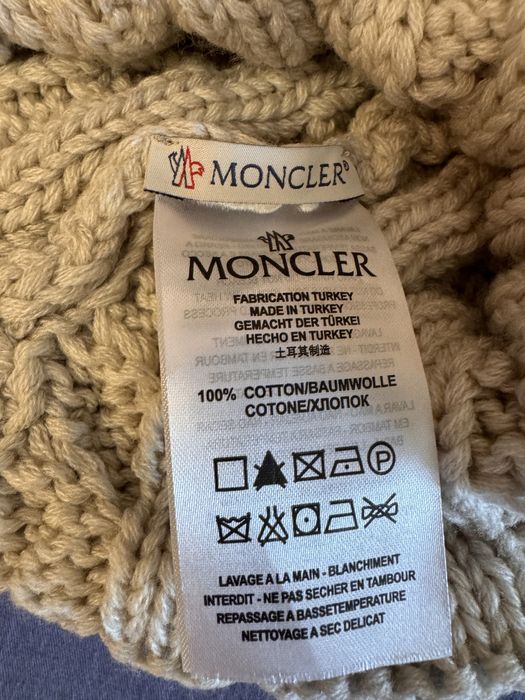 MONCLER
MONCLER
FABRICATION TURKEY
MADE IN TURKEY
GEMACHT DER TÜRKEI
HECHO EN TURKEY
土耳其制造
100% COTTON/BAUMWOLLE
COTONE/ХЛОПОК
P
LAVAGE A LA MAIN - BLANCHIMENT
INTERDIT - NE PAS SECHER EN TAMBOUR
REPASSAGE A BASSETEMPERATURE
NETTOYAGE A SEC DELICAT